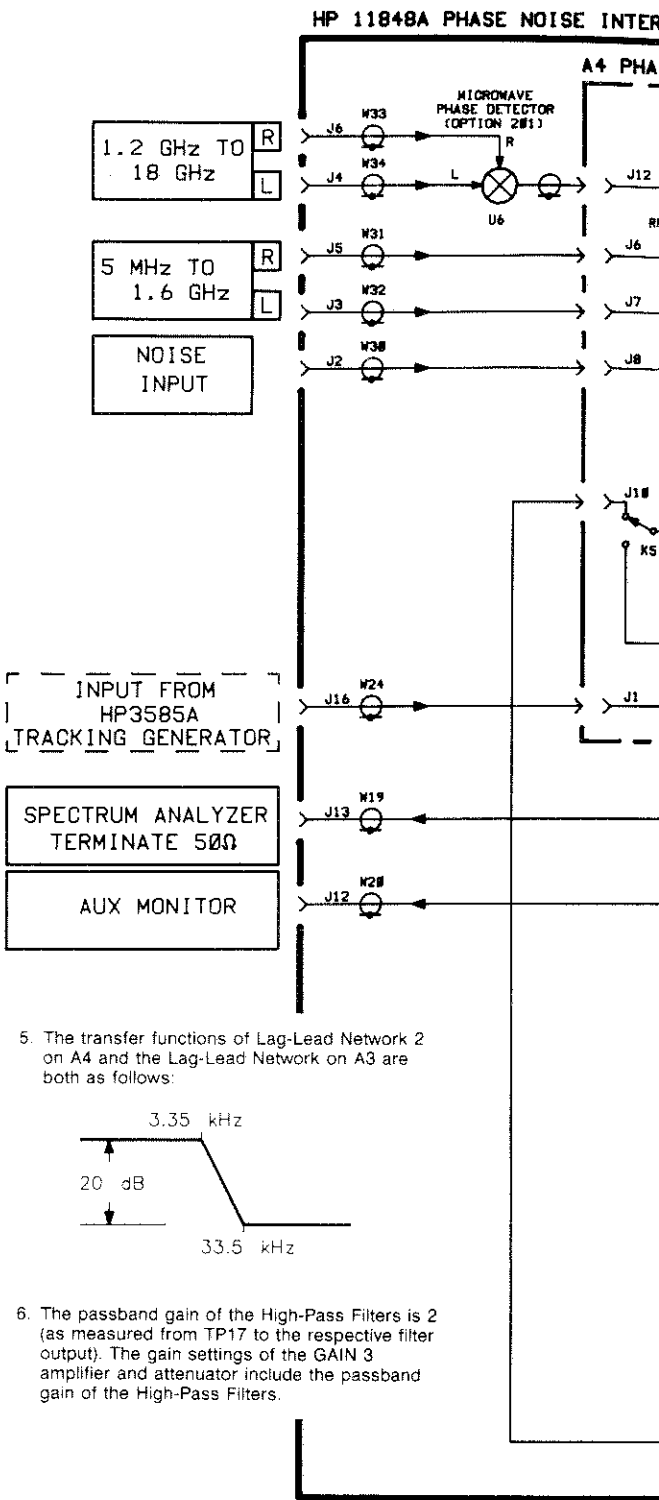 HP 11848A PHASE NOISE INTER
A4 PHA
MICROWAVE
PHASE DETECTOR
(OPTION 201)
1.2 GHz TO
18 GHz
R
L
J6
W33
R
J4
W34
L
U6
J12
5 MHz TO
1.6 GHz
R
L
J5
W31
J6
J3
W32
J7
NOISE
INPUT
J2
W30
J8
J10
K5
INPUT FROM
HP3585A
TRACKING GENERATOR
J16
W24
J1
SPECTRUM ANALYZER
TERMINATE 50Ω
J13
W19
AUX MONITOR
J12
W20
5. The transfer functions of Lag-Lead Network 2
on A4 and the Lag-Lead Network on A3 are
both as follows:
3.35 kHz
20 dB
33.5 kHz
6. The passband gain of the High-Pass Filters is 2
(as measured from TP17 to the respective filter
output). The gain settings of the GAIN 3
amplifier and attenuator include the passband
gain of the High-Pass Filters.